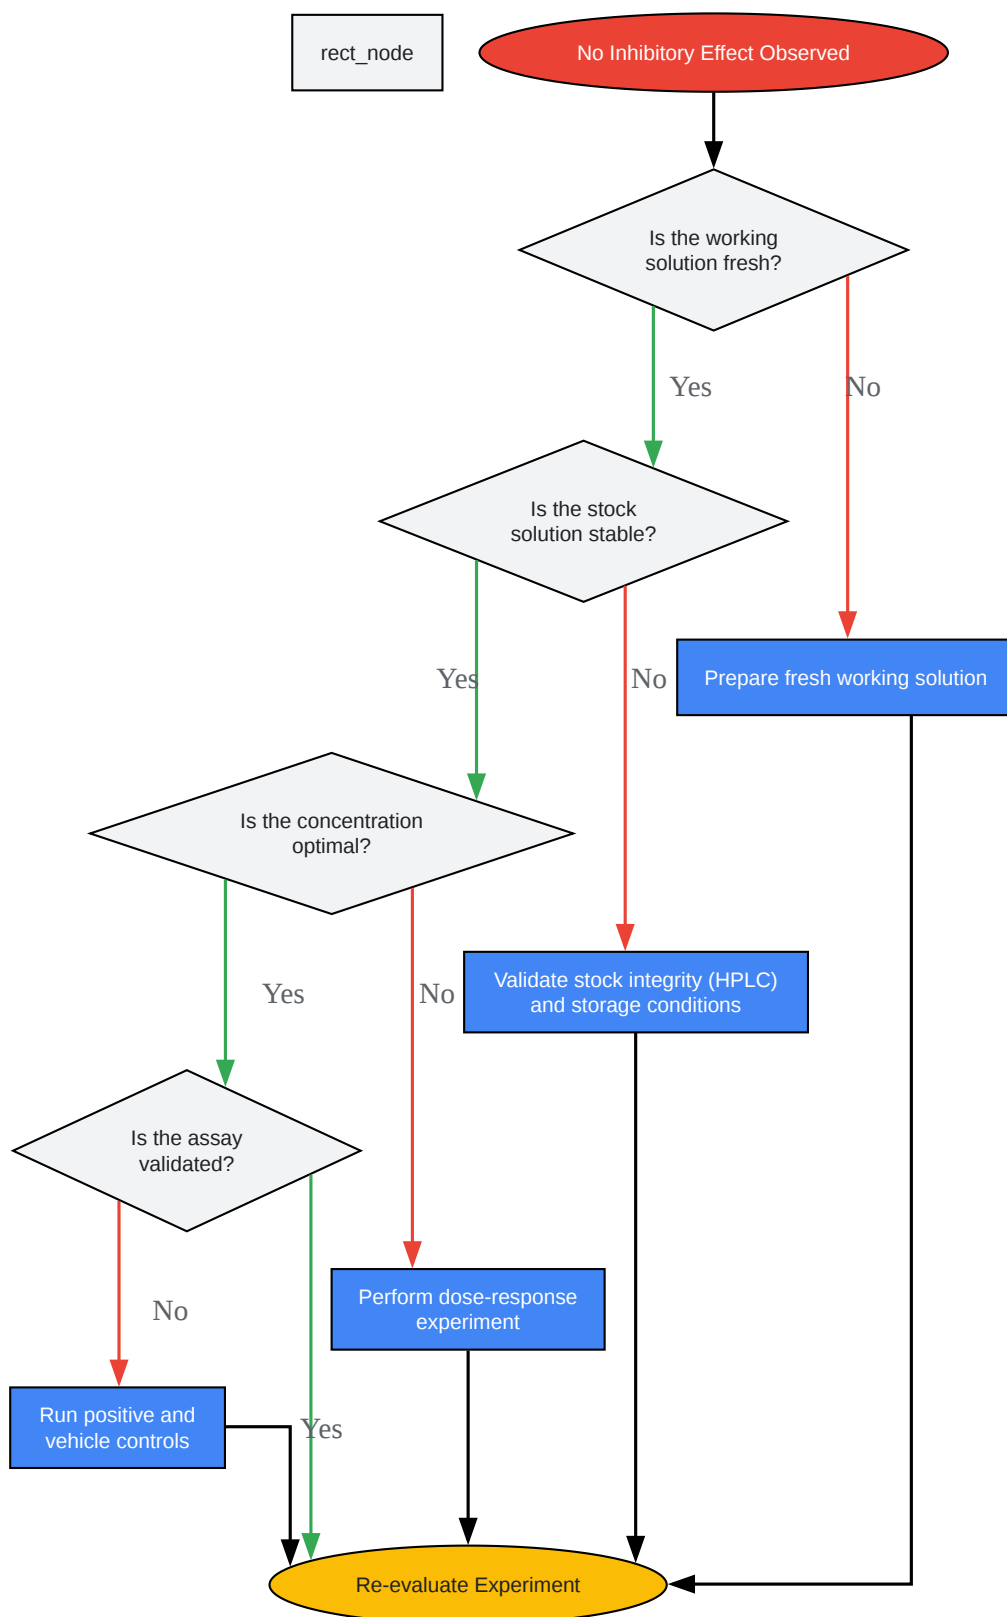 rect_node
No Inhibitory Effect Observed
Is the working
solution fresh?
Yes
No
Is the stock
solution stable?
Yes
No
Prepare fresh working solution
Is the concentration
optimal?
Yes
No
Validate stock integrity (HPLC)
and storage conditions
Is the assay
validated?
No
Perform dose-response
experiment
Run positive and
vehicle controls
Yes
Re-evaluate Experiment